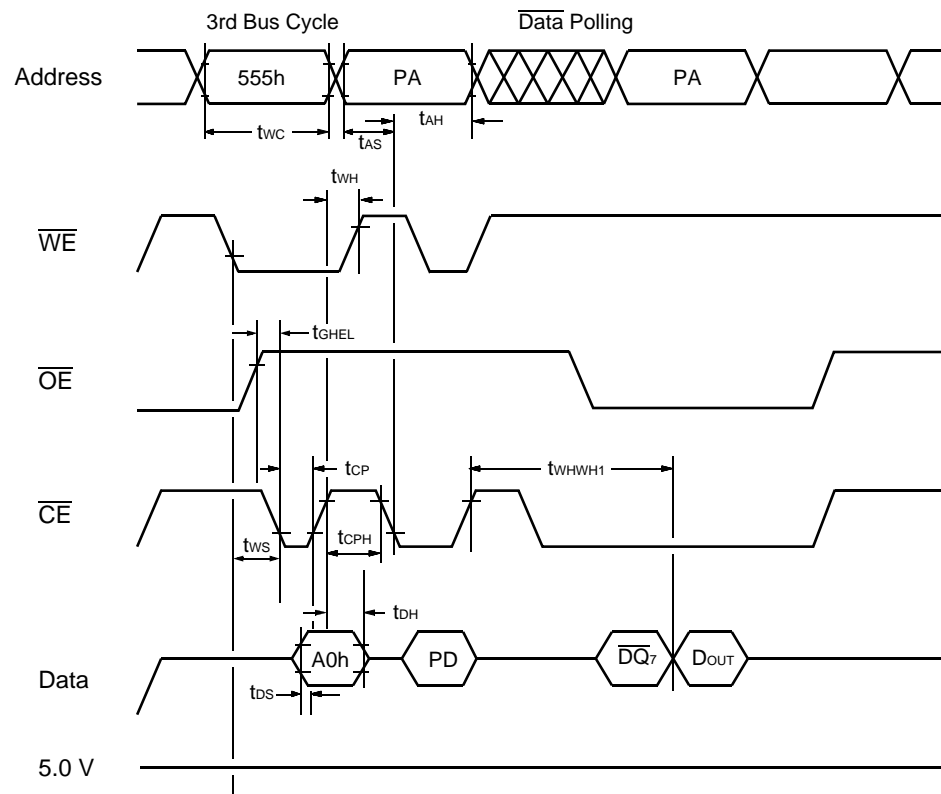 3rd Bus Cycle Data Polling
Address 555h PA PA
tWC tAS tAH
tWH
WE
tGHEL
OE
tCP tWHWH1
CE
tWS tCPH
tDH
Data A0h PD DQ7 DOUT
tDS
5.0 V